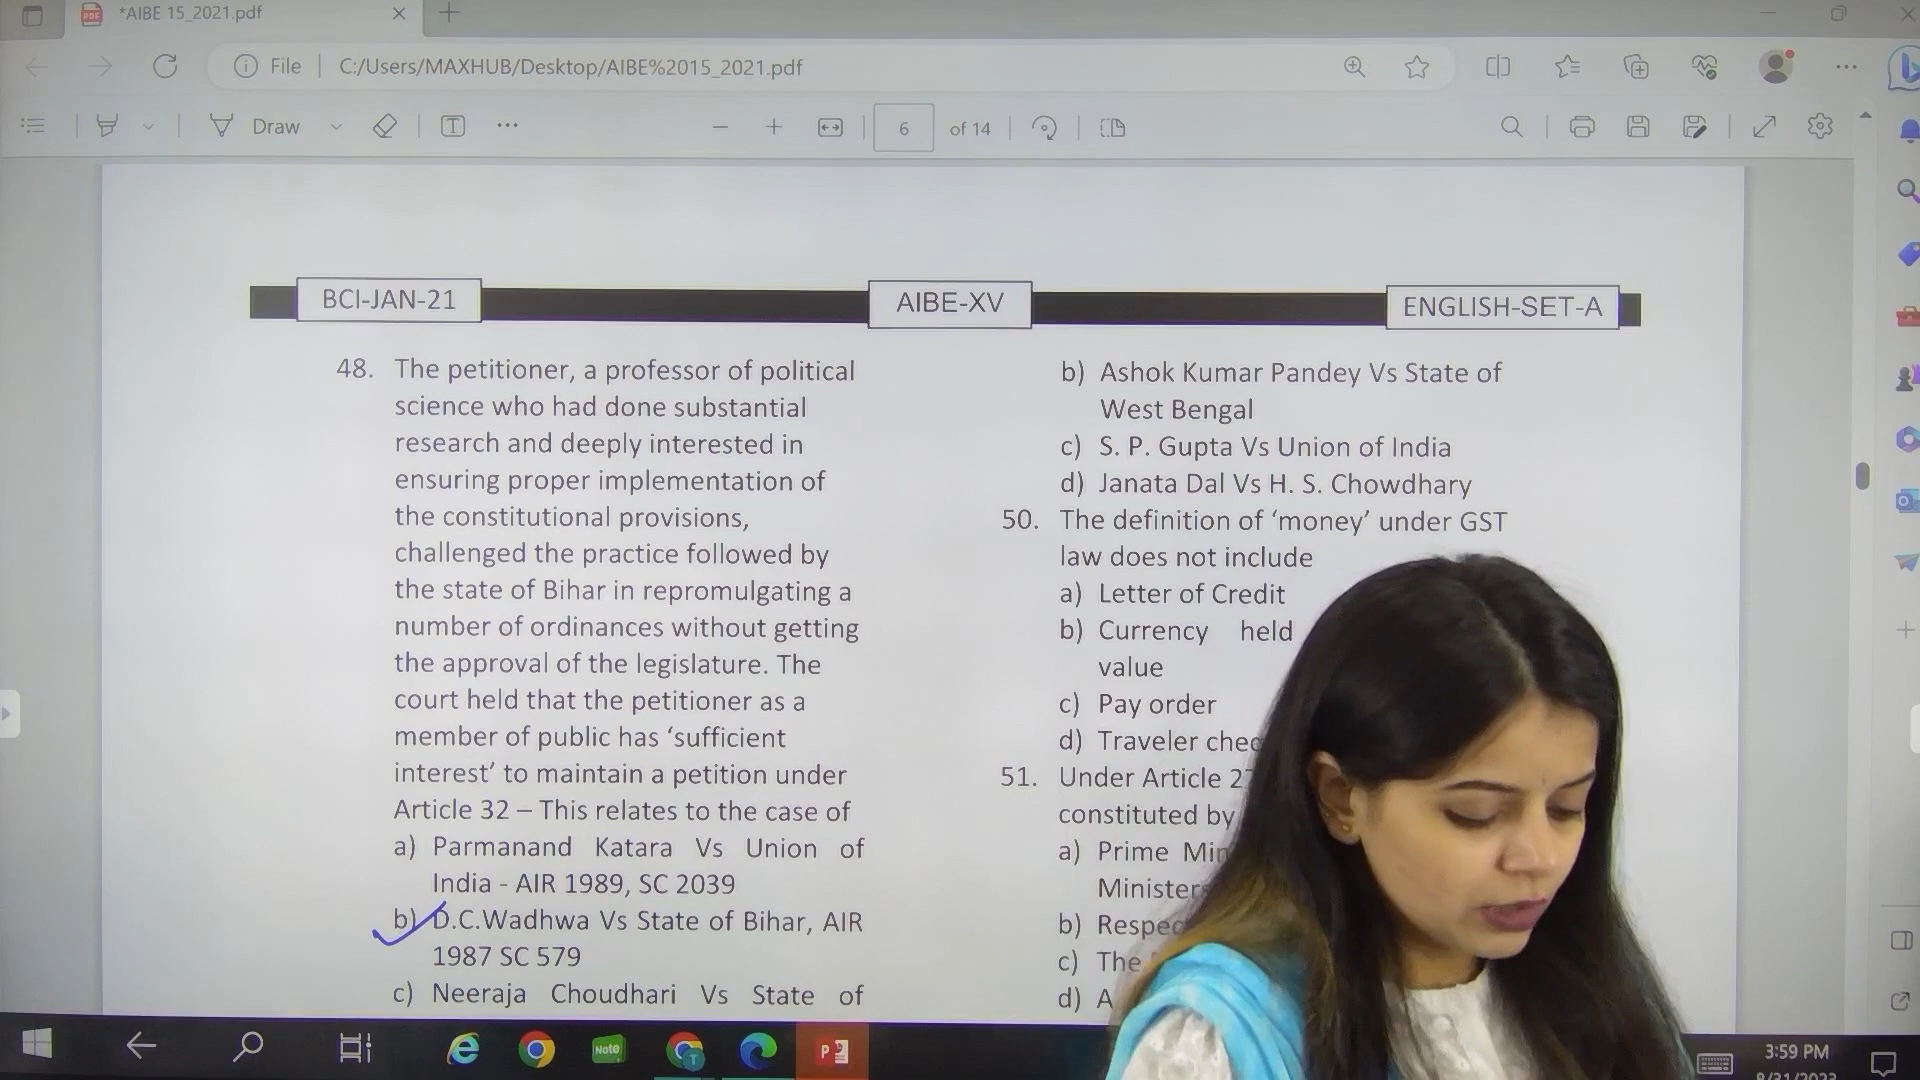 *AIBE 15_2021.pdf
File
C:/Users/MAXHUB/Desktop/AIBE%2015_2021.pdf
Draw
6
of 14
BCI-JAN-21
AIBE-XV
ENGLISH-SET-A
48. The petitioner, a professor of political
science who had done substantial
research and deeply interested in
ensuring proper implementation of
the constitutional provisions,
challenged the practice followed by
the state of Bihar in repromulgating a
number of ordinances without getting
the approval of the legislature. The
court held that the petitioner as a
member of public has ‘sufficient
interest’ to maintain a petition under
Article 32 – This relates to the case of
a) Parmanand Katara Vs Union of
India - AIR 1989, SC 2039
b) D.C.Wadhwa Vs State of Bihar, AIR
1987 SC 579
c) Neeraja Choudhari Vs State of
b) Ashok Kumar Pandey Vs State of
West Bengal
c) S. P. Gupta Vs Union of India
d) Janata Dal Vs H. S. Chowdhary
50. The definition of ‘money’ under GST
law does not include
a) Letter of Credit
b) Currency held
value
c) Pay order
d) Traveler
51. Under Article
constituted by
a) Prime
b)
c) The
d) A
Note
T
3:59 PM
8/31/2023